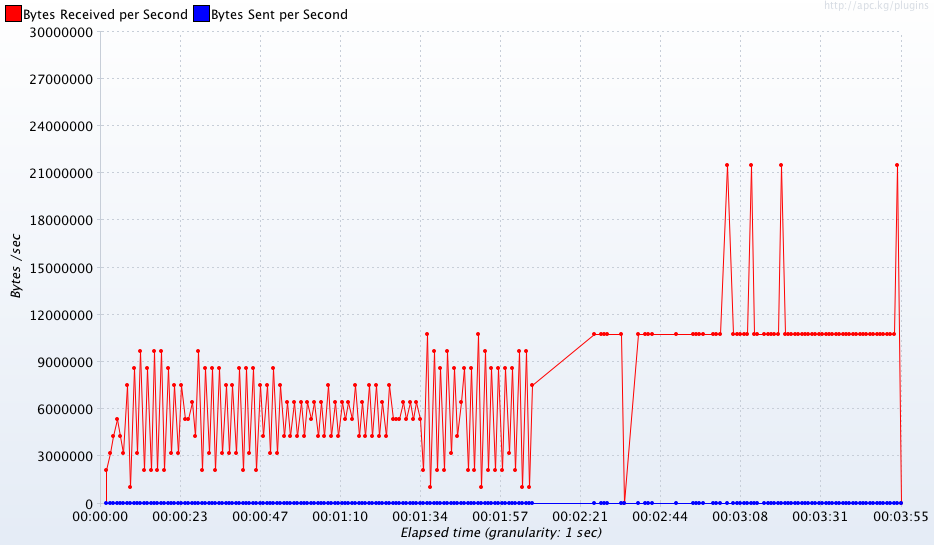 http://apc.kg/plugins
Bytes Received per Second Bytes Sent per Second
30000000
27000000
24000000
21000000
18000000
15000000
12000000
9000000
6000000
3000000
0
Bytes /sec
00:00:00 00:00:23 00:00:47 00:01:10 00:01:34 00:01:57 00:02:21 00:02:44 00:03:08 00:03:31 00:03:55
Elapsed time (granularity: 1 sec)